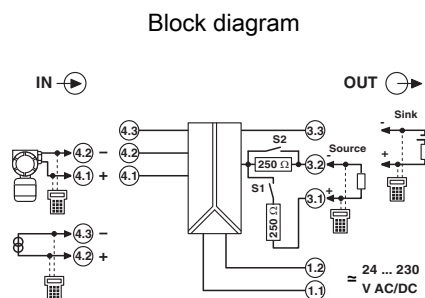 Block diagram
IN
OUT
4.2 –
4.1 +
4.3 –
4.2 +
4.3
4.2
4.1
S2
250 Ω
S1
250 Ω
3.3
3.2
3.1
Source
-
+
Sink
-
+
1.2
1.1
≃ 24 ... 230
V AC/DC